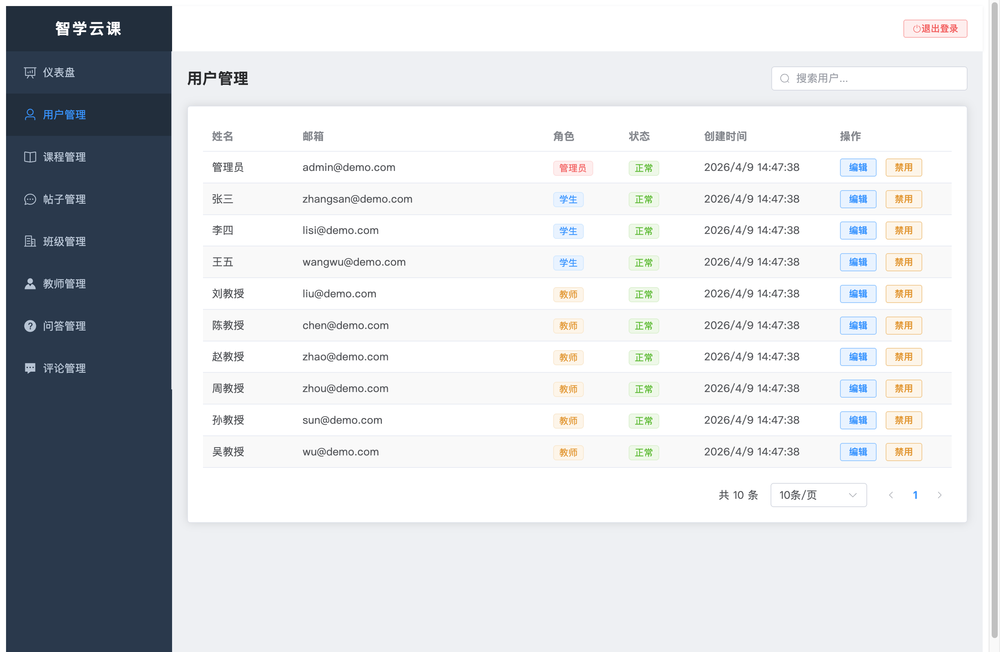 智学云课
退出登录
仪表盘
用户管理
课程管理
帖子管理
班级管理
教师管理
问答管理
评论管理
用户管理
搜索用户...
姓名 邮箱 角色 状态 创建时间 操作
管理员 admin@demo.com 管理员 正常 2026/4/9 14:47:38 编辑 禁用
张三 zhangsan@demo.com 学生 正常 2026/4/9 14:47:38 编辑 禁用
李四 lisi@demo.com 学生 正常 2026/4/9 14:47:38 编辑 禁用
王五 wangwu@demo.com 学生 正常 2026/4/9 14:47:38 编辑 禁用
刘教授 liu@demo.com 教师 正常 2026/4/9 14:47:38 编辑 禁用
陈教授 chen@demo.com 教师 正常 2026/4/9 14:47:38 编辑 禁用
赵教授 zhao@demo.com 教师 正常 2026/4/9 14:47:38 编辑 禁用
周教授 zhou@demo.com 教师 正常 2026/4/9 14:47:38 编辑 禁用
孙教授 sun@demo.com 教师 正常 2026/4/9 14:47:38 编辑 禁用
吴教授 wu@demo.com 教师 正常 2026/4/9 14:47:38 编辑 禁用
共 10 条 10条/页 1